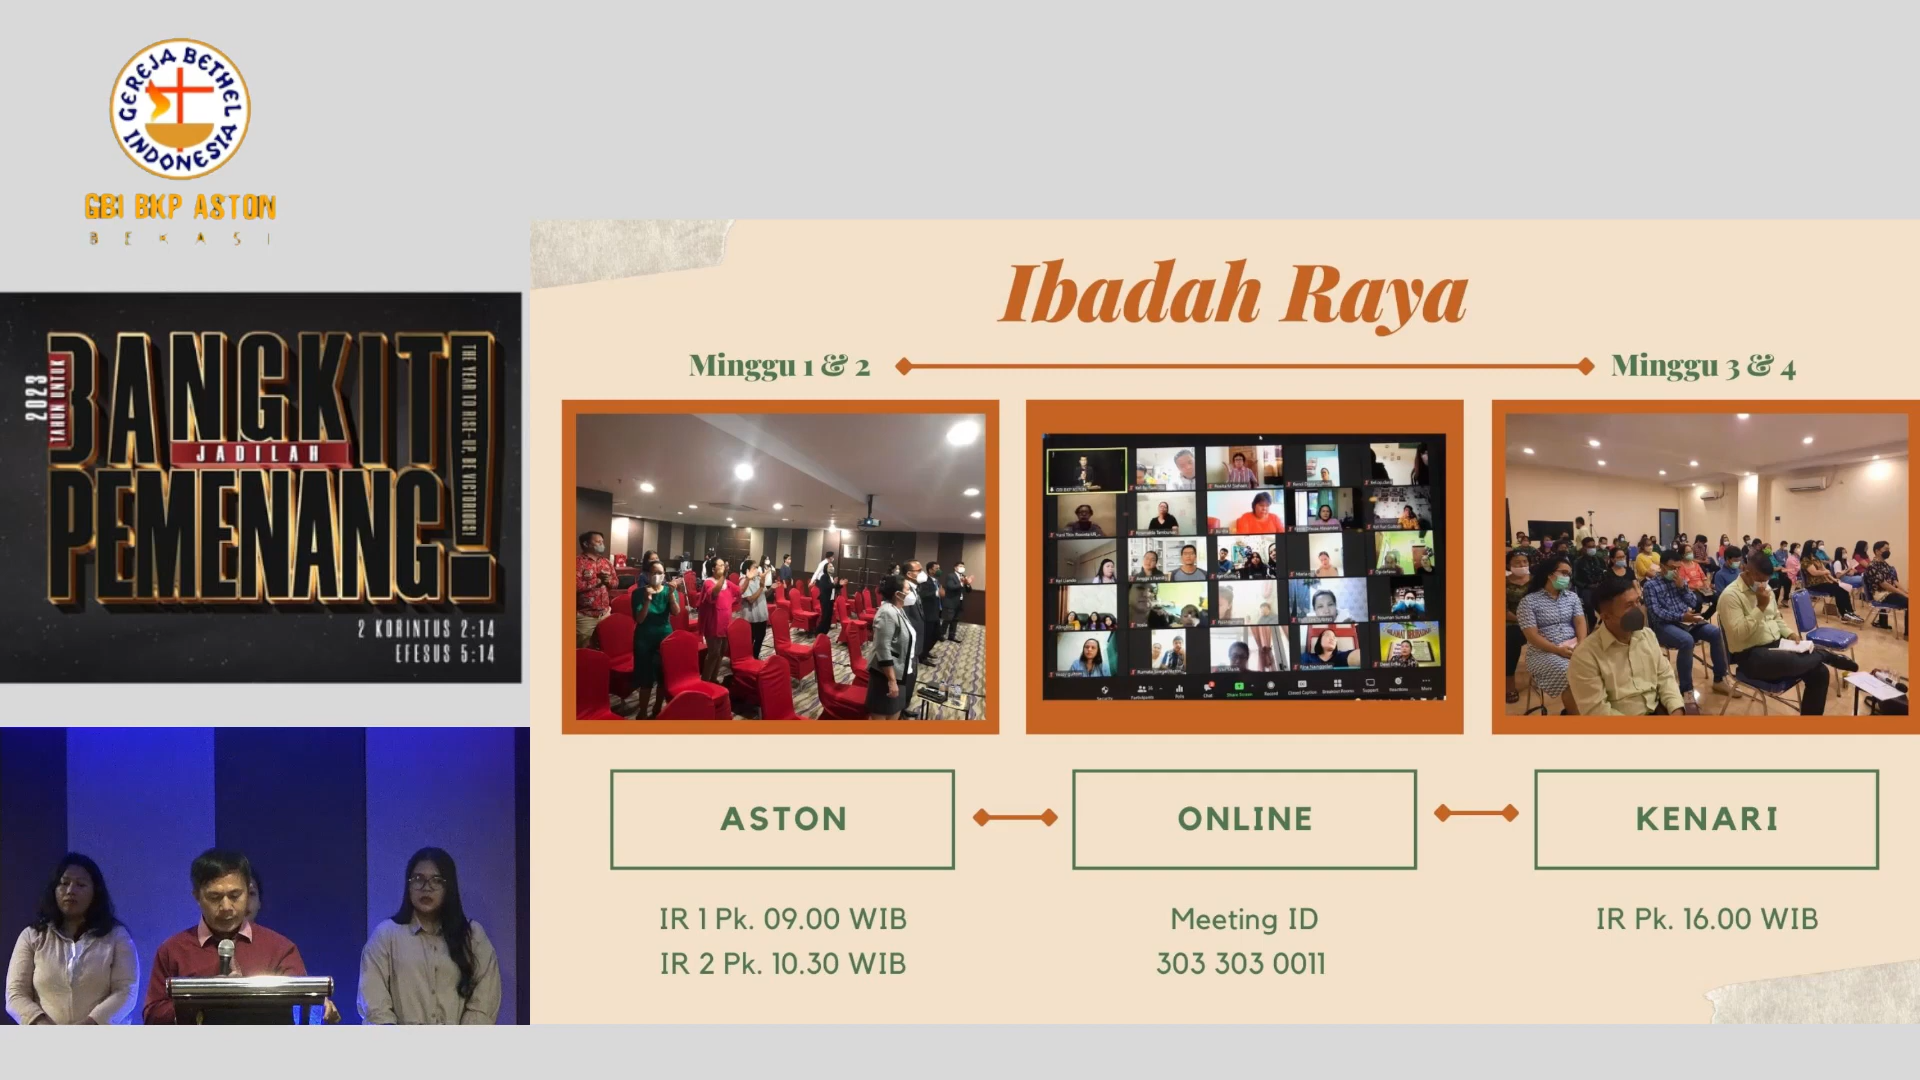 GEREJA BETHEL INDONESIA
GBI BKP ASTON
BEKASI
2023
TAHUN UNTUK
BANGKIT!
JADILAH
PEMENANG
THE YEAR TO RISE-UP, BE VICTORIOUS!
2 KORINTUS 2:14
EFESUS 5:14
Ibadah Raya
Minggu 1 & 2
Minggu 3 & 4
ASTON
ONLINE
KENARI
IR 1 Pk. 09.00 WIB
IR 2 Pk. 10.30 WIB
Meeting ID
303 303 0011
IR Pk. 16.00 WIB